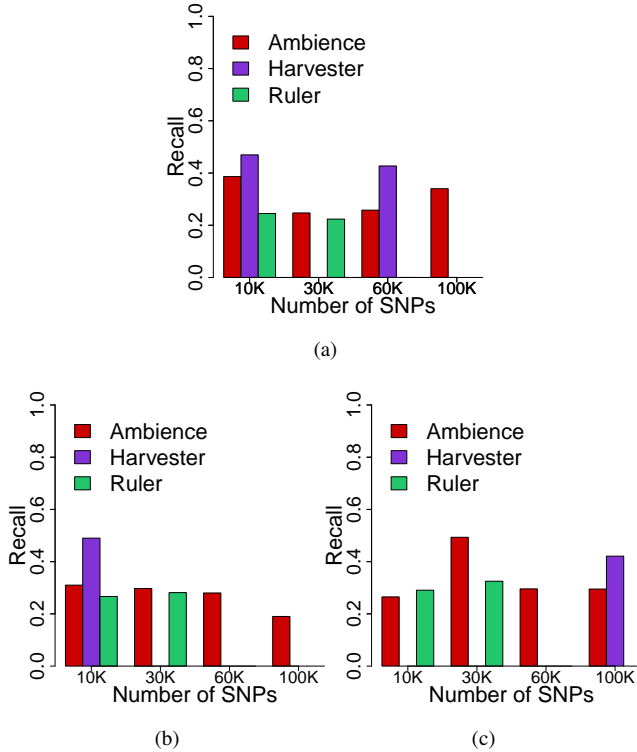 1.0
0.8
0.6
0.4
0.2
0.0
Recall
Ambience
Harvester
Ruler
10K 30K 60K 100K
Number of SNPs
(a)
1.0
0.8
0.6
0.4
0.2
0.0
Recall
Ambience
Harvester
Ruler
10K 30K 60K 100K
Number of SNPs
(b)
1.0
0.8
0.6
0.4
0.2
0.0
Recall
Ambience
Harvester
Ruler
10K 30K 60K 100K
Number of SNPs
(c)